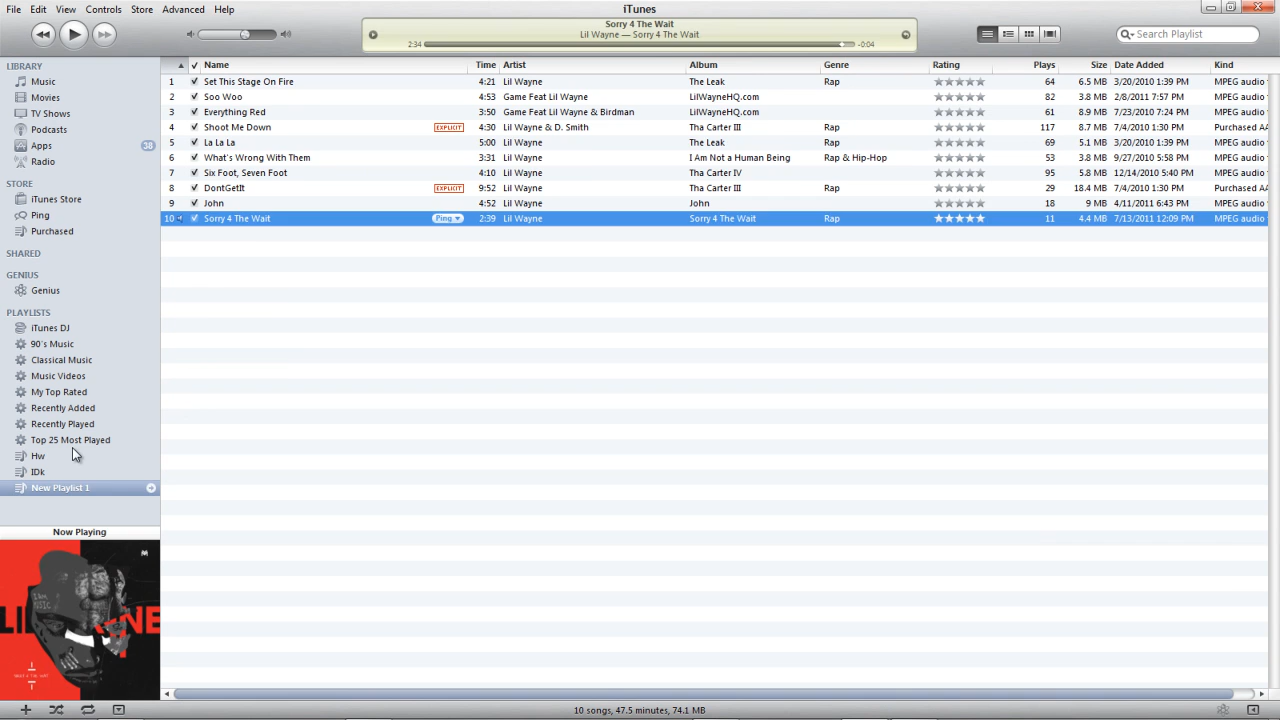 File Edit View Controls Store Advanced Help
iTunes
Sorry 4 The Wait
Lil Wayne — Sorry 4 The Wait
2:34 -0:04
Search Playlist
LIBRARY
Music
Movies
TV Shows
Podcasts
Apps 38
Radio
STORE
iTunes Store
Ping
Purchased
SHARED
GENIUS
Genius
PLAYLISTS
iTunes DJ
90's Music
Classical Music
Music Videos
My Top Rated
Recently Added
Recently Played
Top 25 Most Played
Hw
IDk
New Playlist 1
Now Playing
Name Time Artist Album Genre Rating Plays Size Date Added Kind
1 Set This Stage On Fire 4:21 Lil Wayne The Leak Rap 64 6.5 MB 3/20/2010 1:39 PM MPEG audio
2 Soo Woo 4:53 Game Feat Lil Wayne LilWayneHQ.com 82 3.8 MB 2/8/2011 7:57 PM MPEG audio
3 Everything Red 3:50 Game Feat Lil Wayne & Birdman LilWayneHQ.com 61 8.9 MB 7/23/2010 7:24 PM MPEG audio
4 Shoot Me Down EXPLICIT 4:30 Lil Wayne & D. Smith Tha Carter III Rap 117 8.7 MB 7/4/2010 1:30 PM Purchased AA
5 La La La 5:00 Lil Wayne The Leak Rap 69 5.1 MB 3/20/2010 1:39 PM MPEG audio
6 What's Wrong With Them 3:31 Lil Wayne I Am Not a Human Being Rap & Hip-Hop 53 3.8 MB 9/27/2010 5:58 PM MPEG audio
7 Six Foot, Seven Foot 4:10 Lil Wayne Tha Carter IV 95 5.8 MB 12/14/2010 5:40 PM MPEG audio
8 DontGetIt EXPLICIT 9:52 Lil Wayne Tha Carter III Rap 29 18.4 MB 7/4/2010 1:30 PM Purchased AA
9 John 4:52 Lil Wayne John 18 9 MB 4/11/2011 6:43 PM MPEG audio
10 Sorry 4 The Wait Ping 2:39 Lil Wayne Sorry 4 The Wait Rap 11 4.4 MB 7/13/2011 12:09 PM MPEG audio
10 songs, 47.5 minutes, 74.1 MB